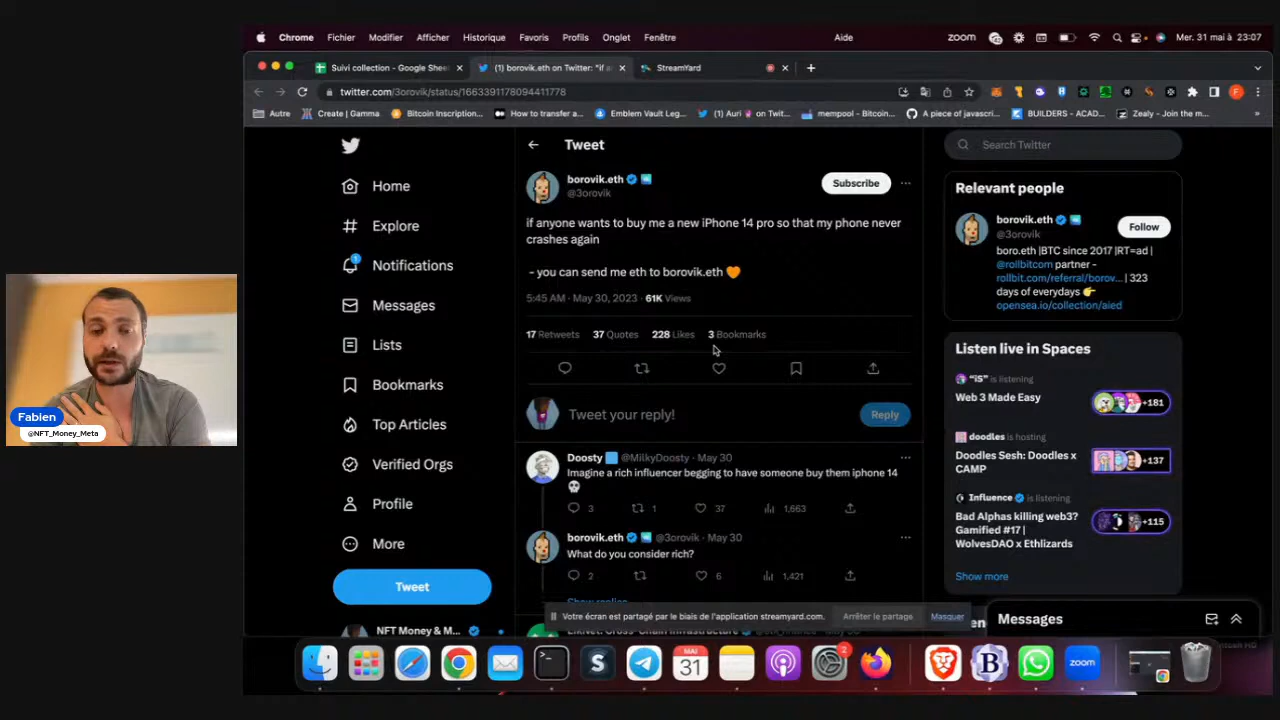 Chrome Fichier Modifier Afficher Historique Favoris Profils Onglet Fenêtre Aide zoom Mer. 31 mai à 23:07
Suivi collection - Google Shee
(1) borovik.eth on Twitter: "if a
StreamYard
twitter.com/3orovik/status/1663391178094411778
Autre
Create | Gamma
Bitcoin Inscription...
How to transfer a...
Emblem Vault Leg...
(1) Auri on Twit...
mempool - Bitcoin...
A piece of javascri...
BUILDERS - ACAD...
Zealy - Join the m...
Home
Explore
1
Notifications
Messages
Lists
Bookmarks
Top Articles
Verified Orgs
Profile
More
Tweet
NFT Money & M...
Tweet
borovik.eth
@3orovik
Subscribe
if anyone wants to buy me a new iPhone 14 pro so that my phone never
crashes again
- you can send me eth to borovik.eth 🧡
5:45 AM · May 30, 2023 · 61K Views
17 Retweets 37 Quotes 228 Likes 3 Bookmarks
Tweet your reply!
Reply
Doosty @MilkyDoosty · May 30
Imagine a rich influencer begging to have someone buy them iphone 14
💀
3 1 37 1,663
borovik.eth @3orovik · May 30
What do you consider rich?
2 6 1,421
Show replies
Votre écran est partagé par le biais de l'application streamyard.com.
Arrêter le partage
Masquer
Search Twitter
Relevant people
borovik.eth
@3orovik
Follow
boro.eth |BTC since 2017 |RT=ad |
@rollbitcom partner -
rollbit.com/referral/borov... | 323
days of everydays 👉
opensea.io/collection/aied
Listen live in Spaces
"iS" is listening
Web 3 Made Easy
+181
doodles is hosting
Doodles Sesh: Doodles x
CAMP
+137
Influence is listening
Bad Alphas killing web3?
Gamified #17 |
WolvesDAO x Ethlizards
+115
Show more
Messages
Fabien
@NFT_Money_Meta
MAI
31
2
zoom